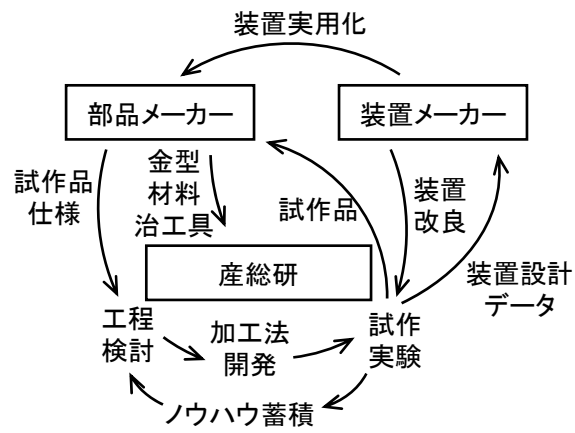 装置実用化
部品メーカー
装置メーカー
試作品
仕様
金型
材料
治工具
試作品
装置
改良
産総研
装置設計
データ
工程
検討
加工法
開発
試作
実験
ノウハウ蓄積